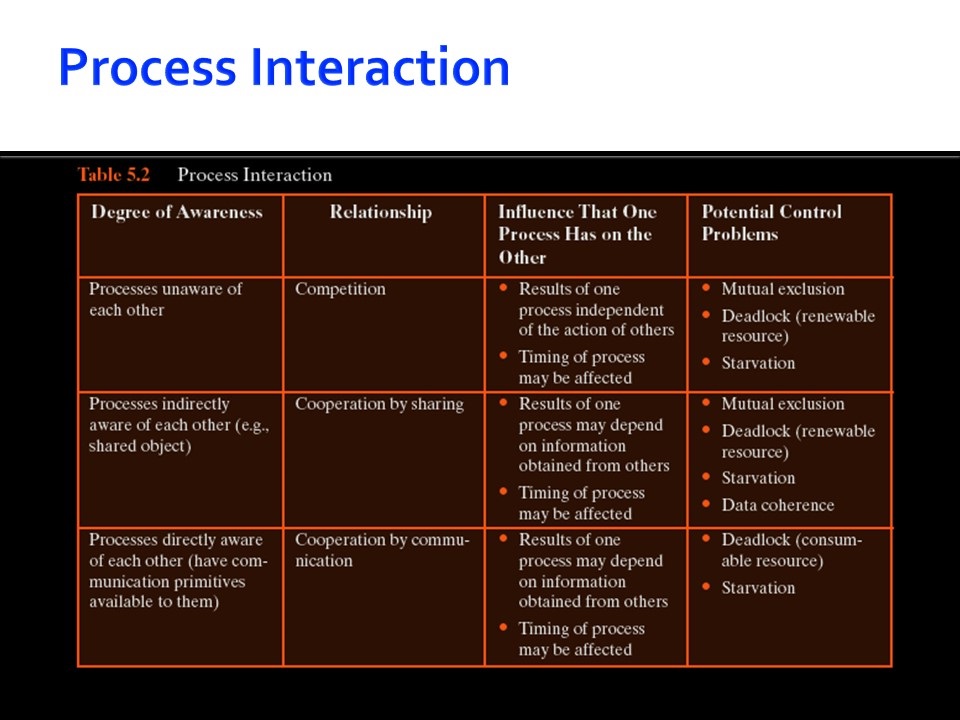 Process Interaction
Table 5.2 Process Interaction
Degree of Awareness
Relationship
Influence That One
Process Has on the
Other
Potential Control
Problems
Processes unaware of
each other
Competition
• Results of one
process independent
of the action of others
• Timing of process
may be affected
• Mutual exclusion
• Deadlock (renewable
resource)
• Starvation
Processes indirectly
aware of each other (e.g.,
shared object)
Cooperation by sharing
• Results of one
process may depend
on information
obtained from others
• Timing of process
may be affected
• Mutual exclusion
• Deadlock (renewable
resource)
• Starvation
• Data coherence
Processes directly aware
of each other (have com-
munication primitives
available to them)
Cooperation by commu-
nication
• Results of one
process may depend
on information
obtained from others
• Timing of process
may be affected
• Deadlock (consum-
able resource)
• Starvation